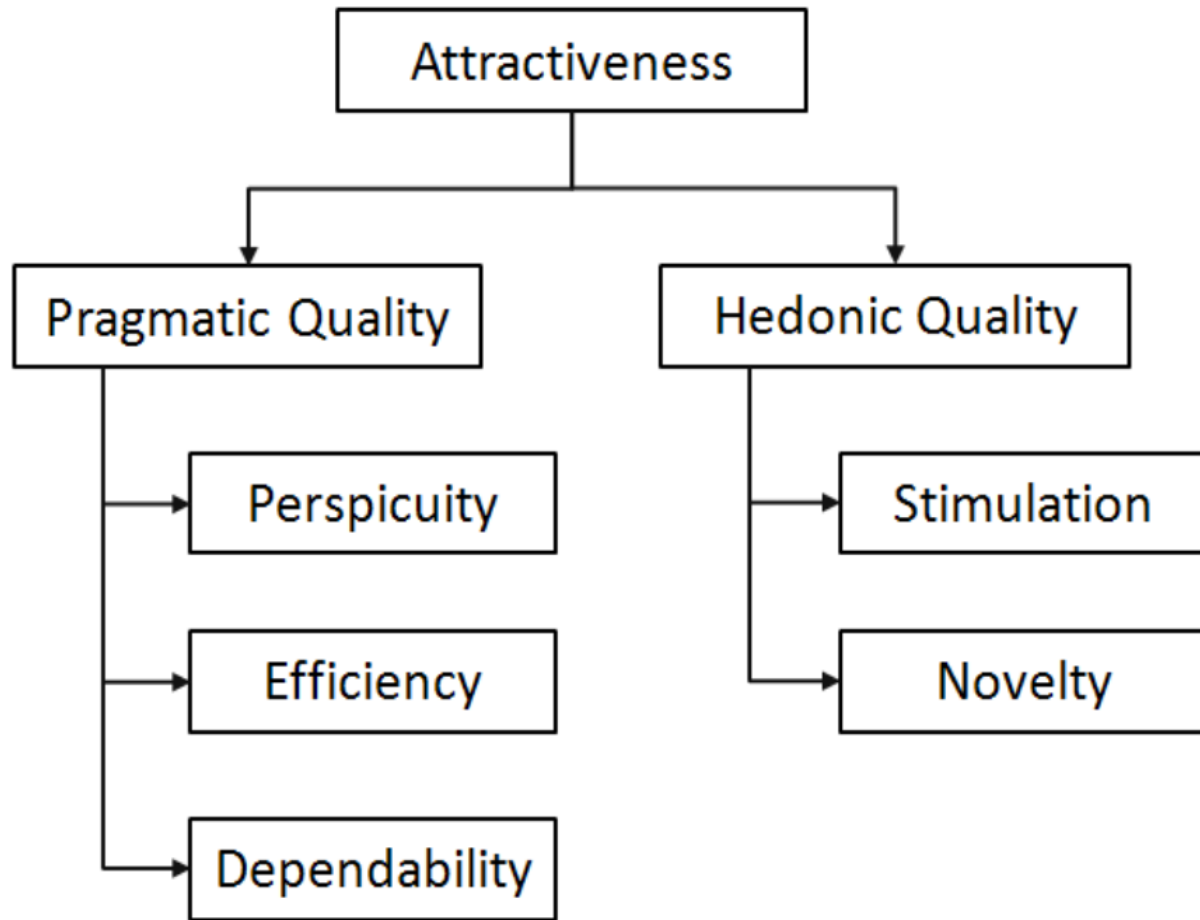 Attractiveness
Pragmatic Quality
Hedonic Quality
Perspicuity
Stimulation
Efficiency
Novelty
Dependability